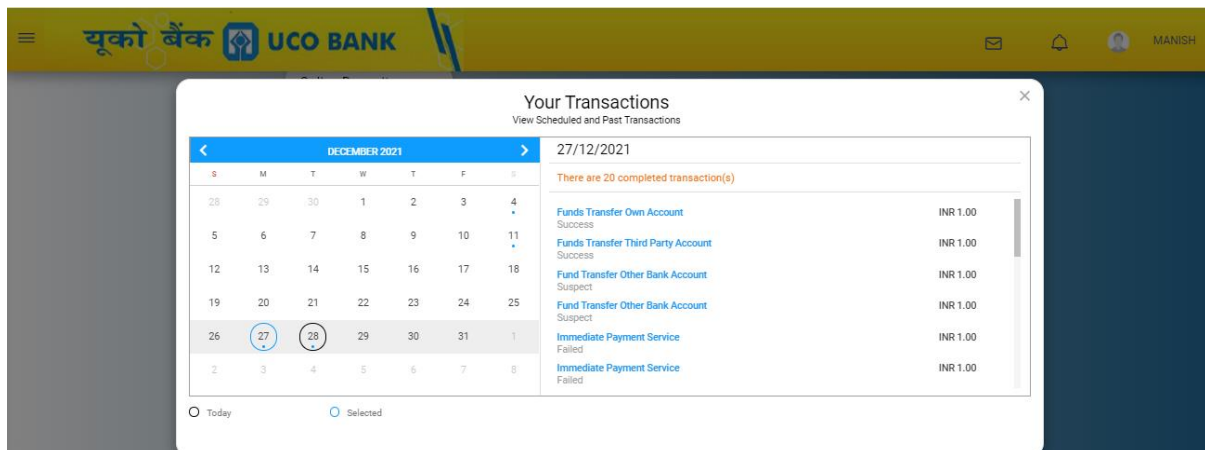 यूको बैंक UCO BANK
MANISH
Your Transactions
View Scheduled and Past Transactions
DECEMBER 2021
S M T W T F S
28 29 30 1 2 3 4
5 6 7 8 9 10 11
12 13 14 15 16 17 18
19 20 21 22 23 24 25
26 27 28 29 30 31 1
2 3 4 5 6 7 8
Today Selected
27/12/2021
There are 20 completed transaction(s)
Funds Transfer Own Account INR 1.00
Success
Funds Transfer Third Party Account INR 1.00
Success
Fund Transfer Other Bank Account INR 1.00
Suspect
Fund Transfer Other Bank Account INR 1.00
Suspect
Immediate Payment Service INR 1.00
Failed
Immediate Payment Service INR 1.00
Failed